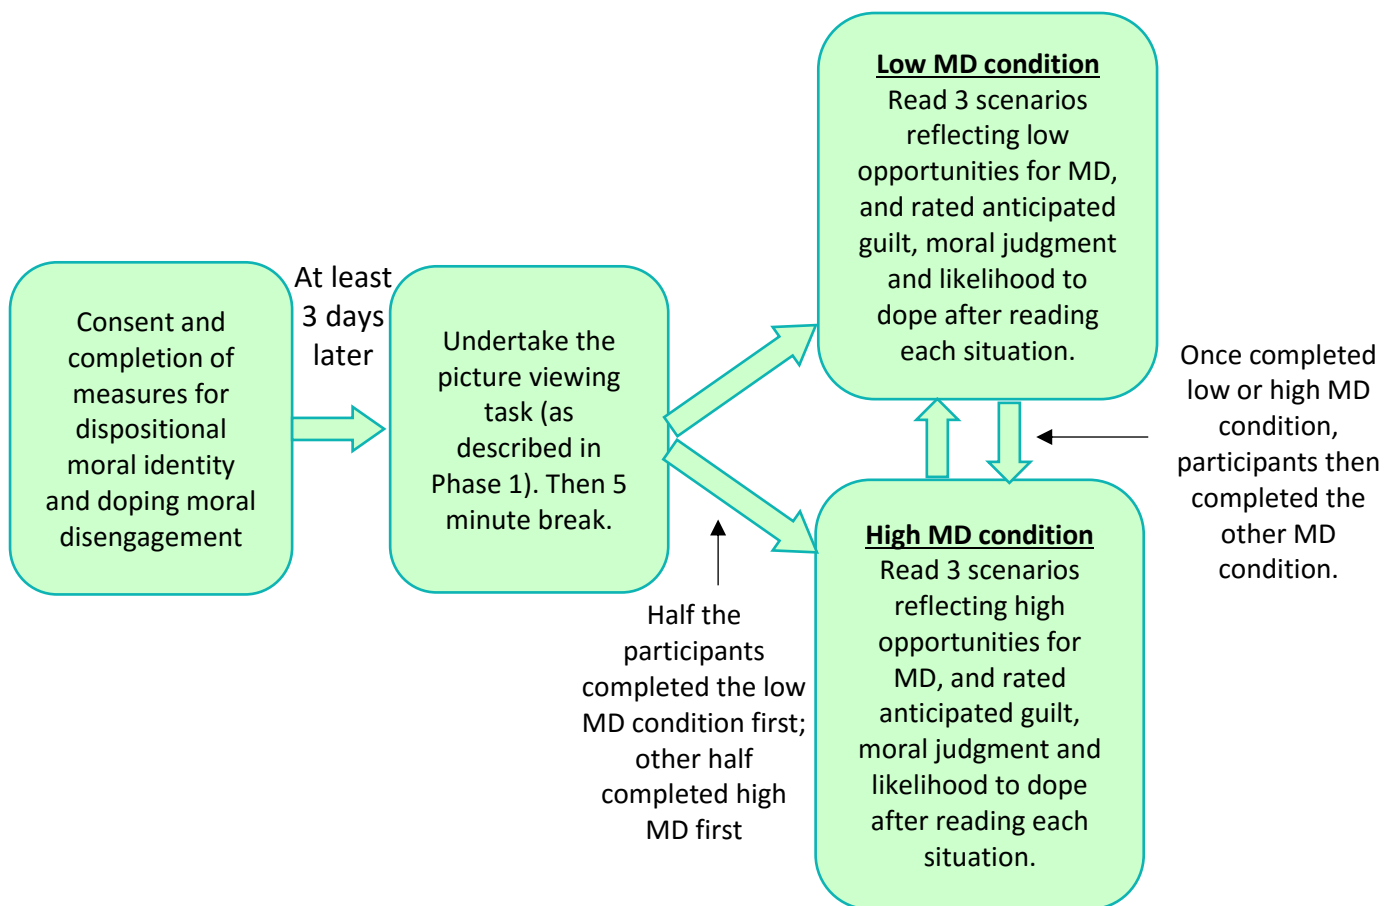 Consent and
completion of
measures for
dispositional
moral identity
and doping moral
disengagement
At least
3 days
later
Undertake the
picture viewing
task (as
described in
Phase 1). Then 5
minute break.
Low MD condition
Read 3 scenarios
reflecting low
opportunities for MD,
and rated anticipated
guilt, moral judgment
and likelihood to
dope after reading
each situation.
Half the
participants
completed the low
MD condition first;
other half
completed high
MD first
High MD condition
Read 3 scenarios
reflecting high
opportunities for
MD, and rated
anticipated guilt,
moral judgment and
likelihood to dope
after reading each
situation.
Once completed
low or high MD
condition,
participants then
completed the
other MD
condition.